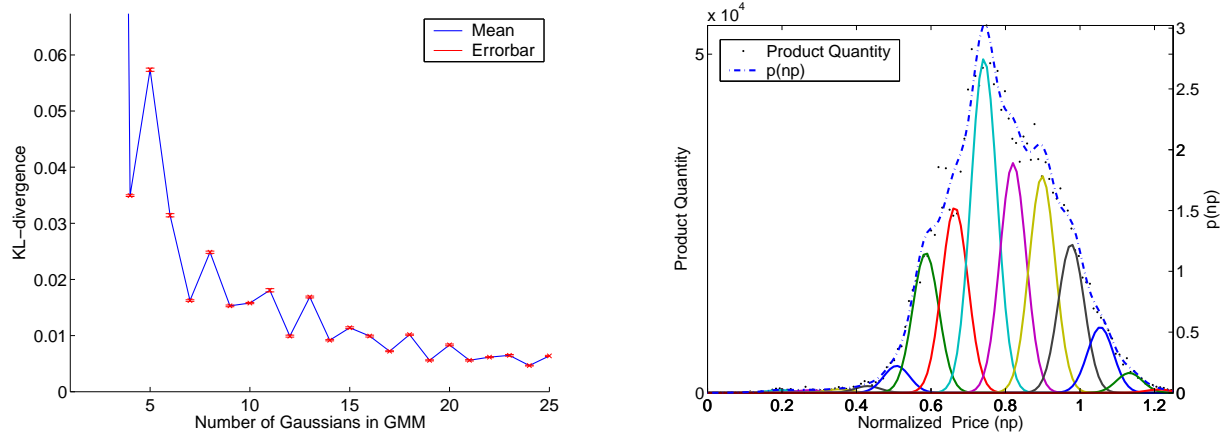 0.06
0.05
0.04
0.03
0.02
0.01
0
KL−divergence
5
10
15
20
25
Number of Gaussians in GMM
Mean
Errorbar
x 10^4
5
0
Product Quantity
Product Quantity
p(np)
0
0.2
0.4
0.6
0.8
1
1.2
Normalized Price (np)
3
2.5
2
1.5
1
0.5
0
p(np)